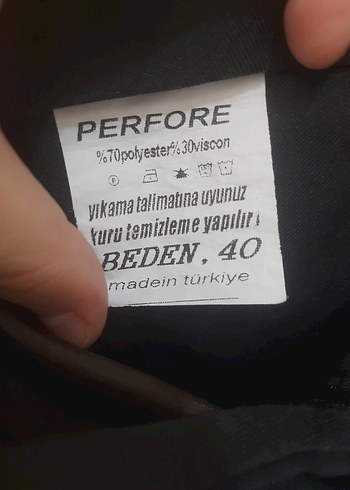 PERFORE
%70polyester%30viscon
yıkama talimatına uyunuz
kuru temizleme yapılır
BEDEN. 40
madein türkiye